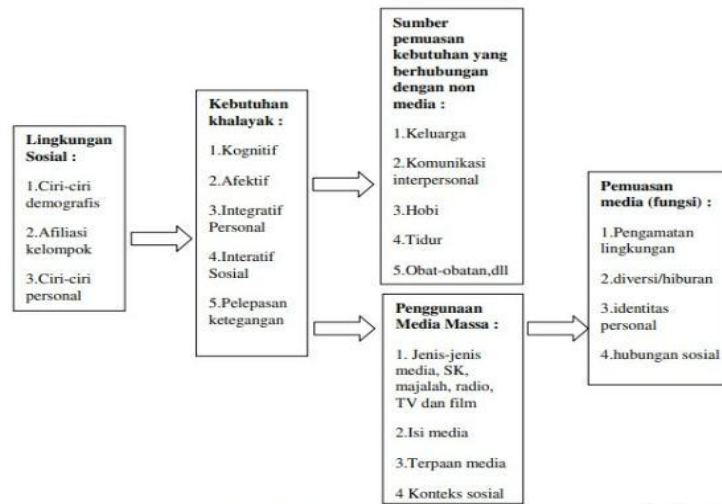 Lingkungan
Sosial :
1.Ciri-ciri
demografis
2.Afiliasi
kelompok
3.Ciri-ciri
personal
Kebutuhan
khalayak :
1.Kognitif
2.Afektif
3.Integratif
Personal
4.Interatif
Sosial
5.Pelepasan
ketegangan
Sumber
pemuasan
kebutuhan yang
berhubungan
dengan non
media :
1.Keluarga
2.Komunikasi
interpersonal
3.Hobi
4.Tidur
5.Obat-obatan,dll
Penggunaan
Media Massa :
1. Jenis-jenis
media, SK,
majalah, radio,
TV dan film
2.Isi media
3.Terpaan media
4 Konteks sosial
Pemuasan
media (fungsi) :
1.Pengamatan
lingkungan
2.diversi/hiburan
3.identitas
personal
4.hubungan sosial